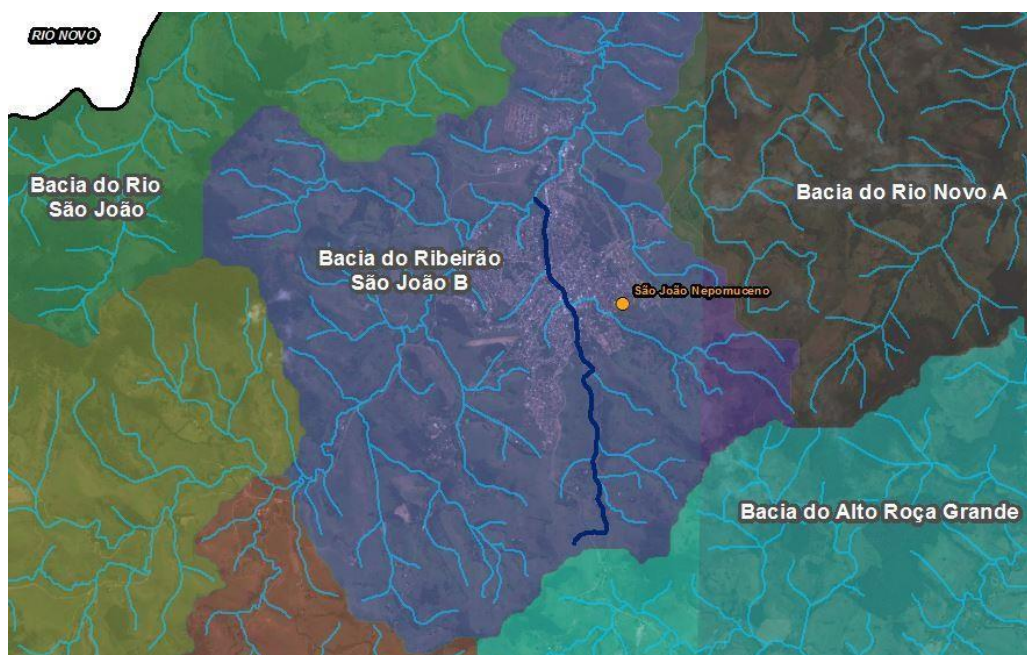 RIO NOVO
Bacia do Rio
São João
Bacia do Rio Novo A
Bacia do Ribeirão
São João B
São João Nepomuceno
Bacia do Alto Roça Grande